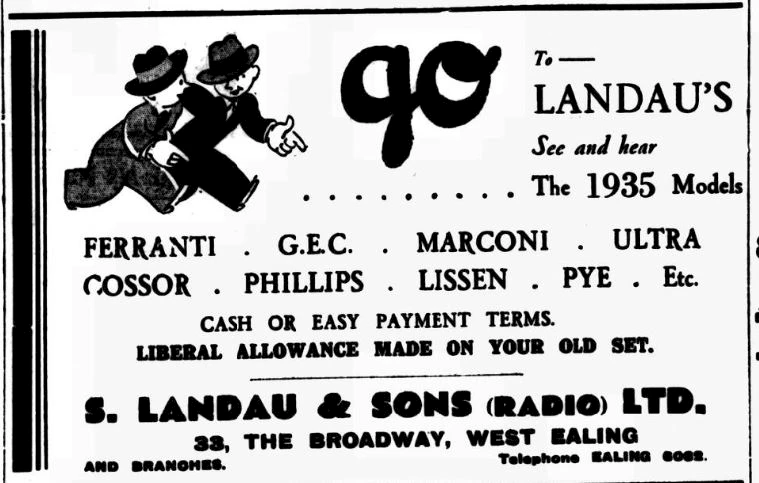 go
To —
LANDAU'S
See and hear
. . . . . . . . . The 1935 Models
FERRANTI . G.E.C. . MARCONI . ULTRA
COSSOR . PHILLIPS . LISSEN . PYE . Etc.
CASH OR EASY PAYMENT TERMS.
LIBERAL ALLOWANCE MADE ON YOUR OLD SET.
S. LANDAU & SONS (RADIO) LTD.
33, THE BROADWAY, WEST EALING
AND BRANCHES. Telephone EALING